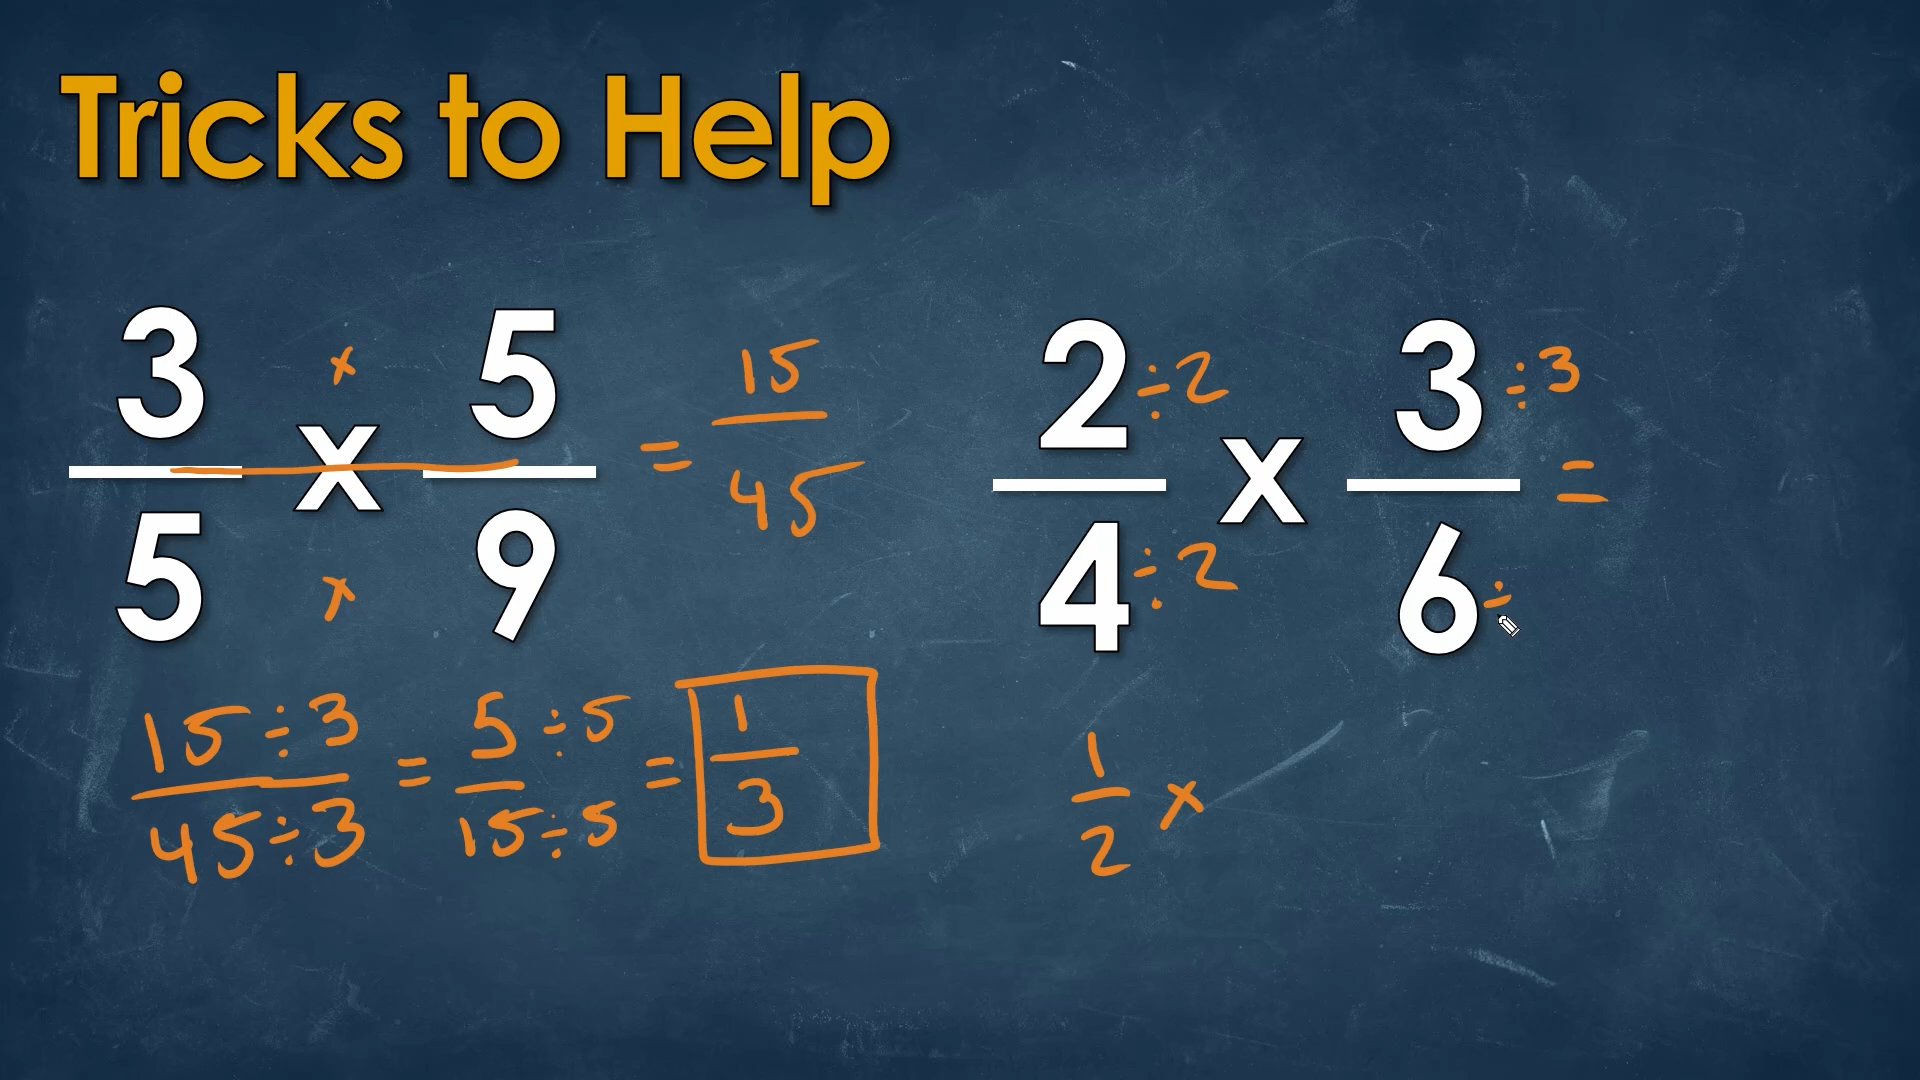 Tricks to Help
3 × 5 = 15
5 x 9 45
×
2 ÷2 x 3 ÷3 =
4 ÷2 6 ÷
15÷3 = 5÷5 = 1
45÷3 15÷5 3
1 ×
2